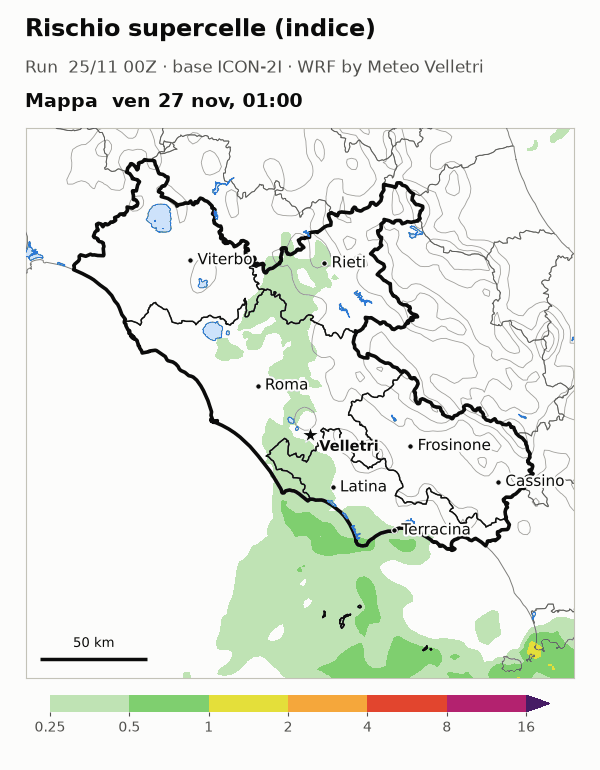 Rischio supercelle (indice)
Run  25/11 00Z · base ICON-2I · WRF by Meteo Velletri
Mappa  ven 27 nov, 01:00
Viterbo
Rieti
Roma
Velletri
Frosinone
Latina
Cassino
Terracina
50 km
0.25 0.5 1 2 4 8 16